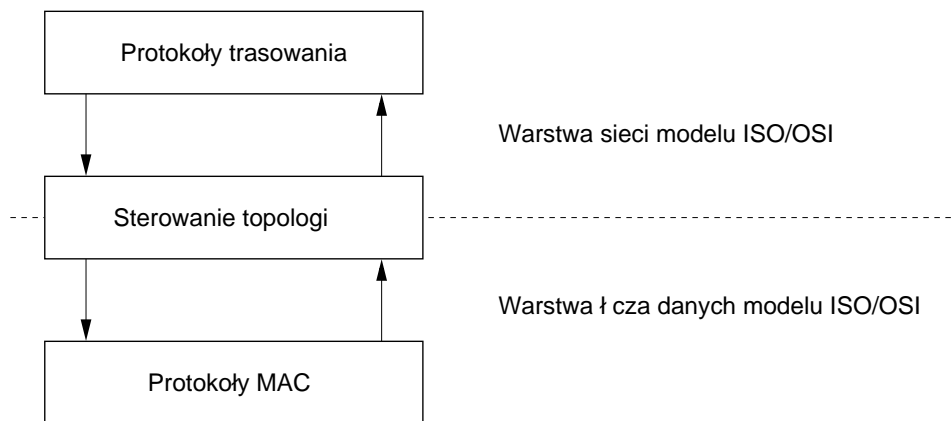 Protokoły trasowania
Warstwa sieci modelu ISO/OSI
Sterowanie topologi
Warstwa ł cza danych modelu ISO/OSI
Protokoły MAC